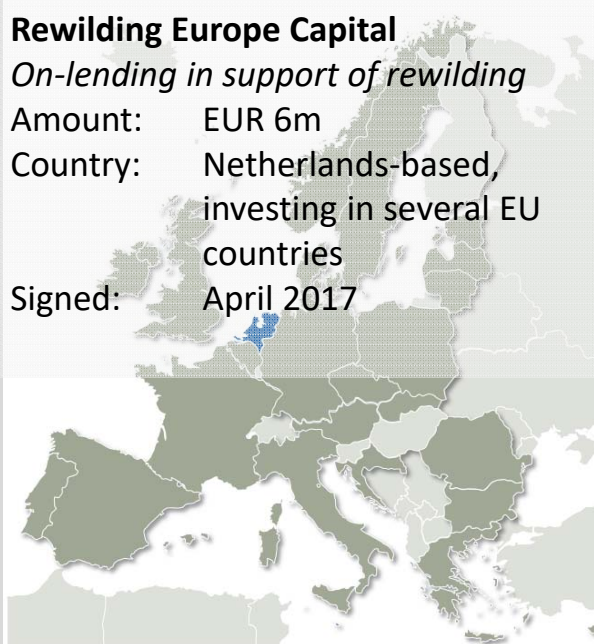 Rewilding Europe Capital
On-lending in support of rewilding
Amount: EUR 6m
Country: Netherlands-based,
investing in several EU
countries
Signed: April 2017